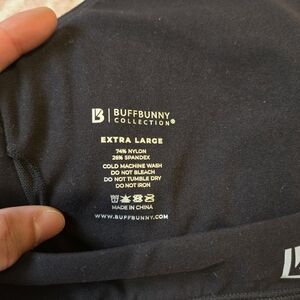 BUFFBUNNY
COLLECTION®
EXTRA LARGE
74% NYLON
26% SPANDEX
COLD MACHINE WASH
DO NOT BLEACH
DO NOT TUMBLE DRY
DO NOT IRON
MADE IN CHINA
WWW.BUFFBUNNY.COM